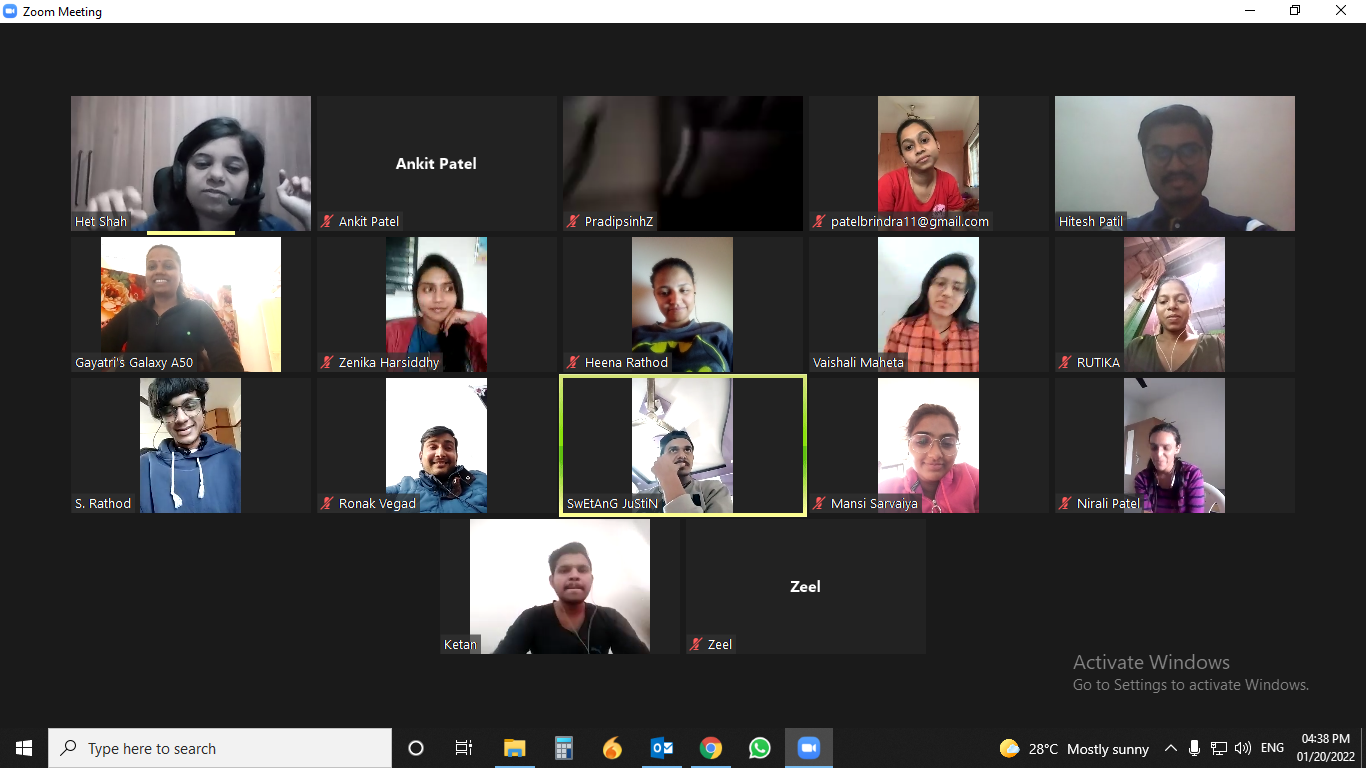 Zoom Meeting
Het Shah
Ankit Patel
Ankit Patel
PradipsinhZ
patelbrindra11@gmail.com
Hitesh Patil
Gayatri's Galaxy A50
Zenika Harsiddhy
Heena Rathod
Vaishali Maheta
RUTIKA
S. Rathod
Ronak Vegad
SwEtAnG JuStiN
Mansi Sarvaiya
Nirali Patel
Ketan
Zeel
Zeel
Activate Windows
Go to Settings to activate Windows.
Type here to search
28°C Mostly sunny
ENG
04:38 PM
01/20/2022